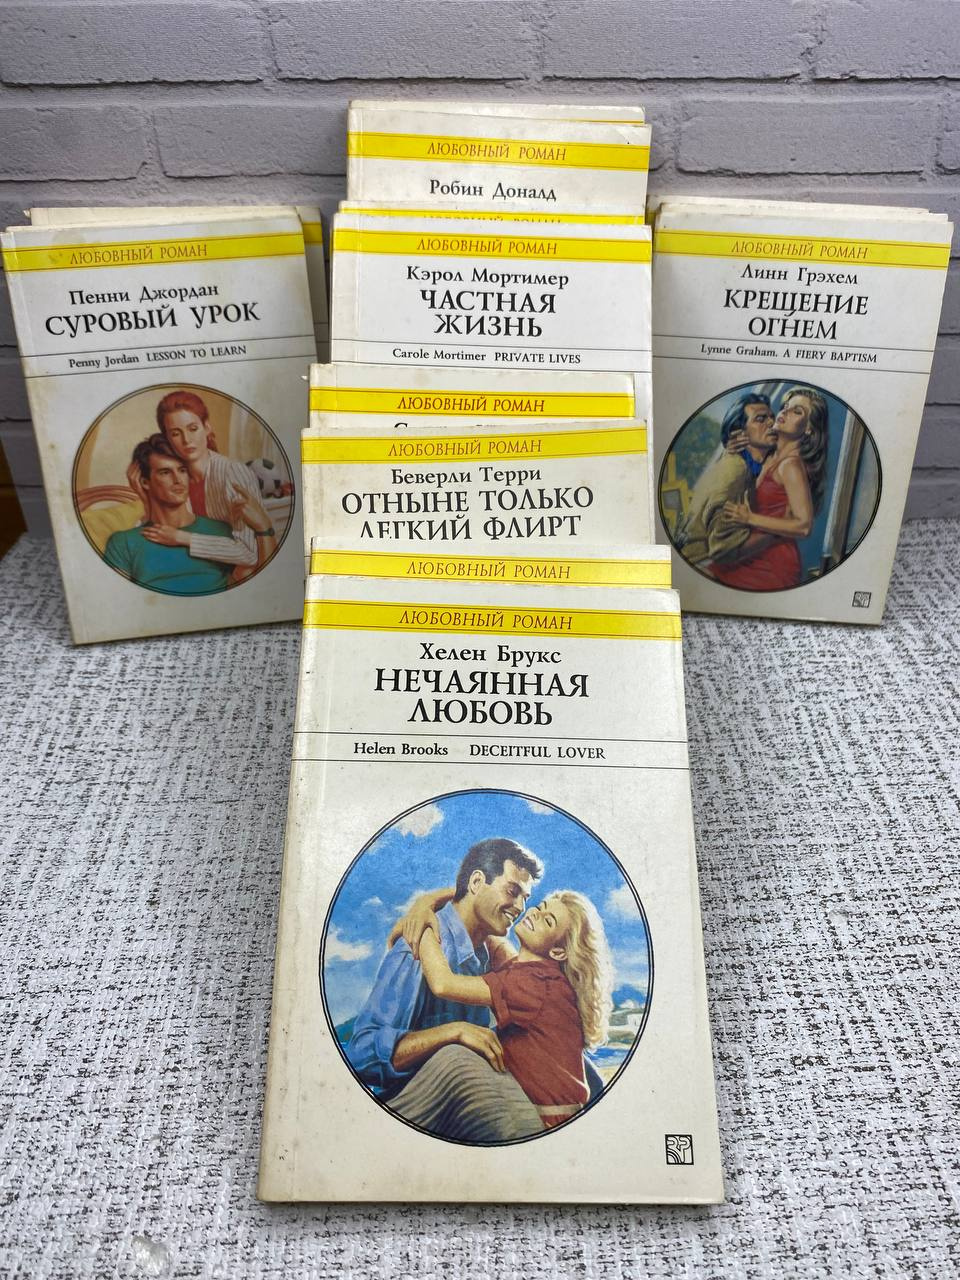 ЛЮБОВНЫЙ РОМАН
Робин Доналд
ЛЮБОВНЫЙ РОМАН
ЛЮБОВНЫЙ РОМАН
Кэрол Мортимер
ЧАСТНАЯ
ЖИЗНЬ
Carole Mortimer PRIVATE LIVES
ЛЮБОВНЫЙ РОМАН
Пенни Джордан
СУРОВЫЙ УРОК
Penny Jordan LESSON TO LEARN
ЛЮБОВНЫЙ РОМАН
Линн Грэхем
КРЕЩЕНИЕ
ОГНЕМ
Lynne Graham. A FIERY BAPTISM
ЛЮБОВНЫЙ РОМАН
ЛЮБОВНЫЙ РОМАН
Беверли Терри
ОТНЫНЕ ТОЛЬКО
ЛЕГКИЙ ФЛИРТ
ЛЮБОВНЫЙ РОМАН
ЛЮБОВНЫЙ РОМАН
Хелен Брукс
НЕЧАЯННАЯ
ЛЮБОВЬ
Helen Brooks DECEITFUL LOVER